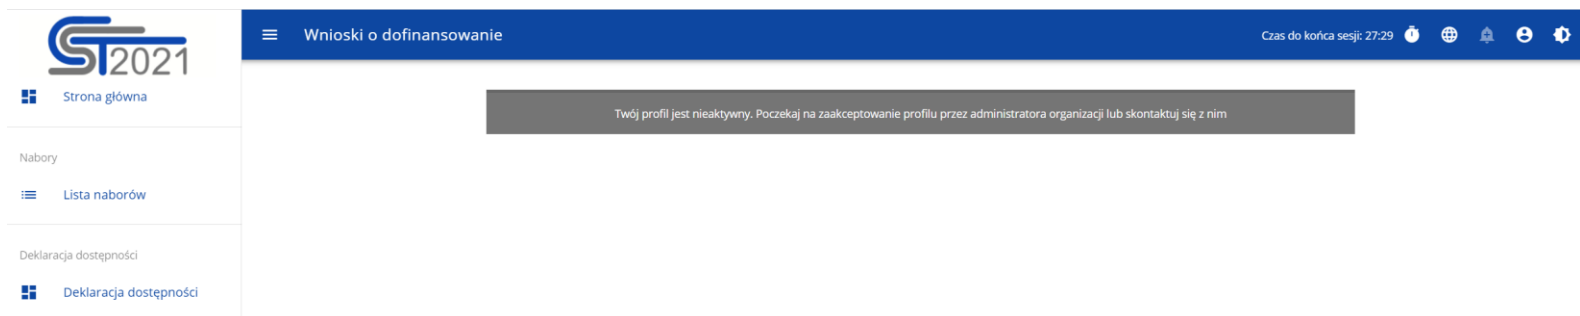 CST2021
Wnioski o dofinansowanie
Czas do końca sesji: 27:29
Strona główna
Twój profil jest nieaktywny. Poczekaj na zaakceptowanie profilu przez administratora organizacji lub skontaktuj się z nim
Nabory
Lista naborów
Deklaracja dostępności
Deklaracja dostępności